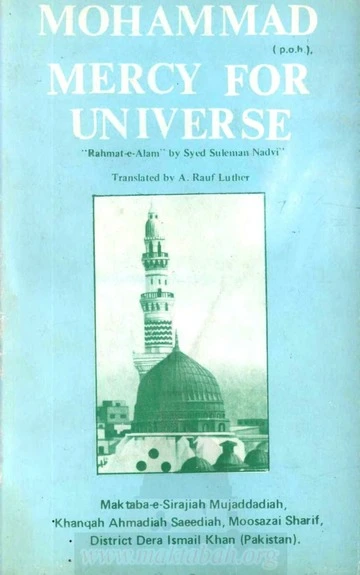 MOHAMMAD
( p.o.h.),
MERCY FOR
UNIVERSE
"Rahmat-e-Alam" by Syed Suleman Nadvi"
Translated by A. Rauf Luther
Maktaba-e-Sirajiah Mujaddadiah,
Khanqah Ahmadiah Saeediah, Moosazai Sharif,
District Dera Ismail Khan (Pakistan).
www.maktabah.org